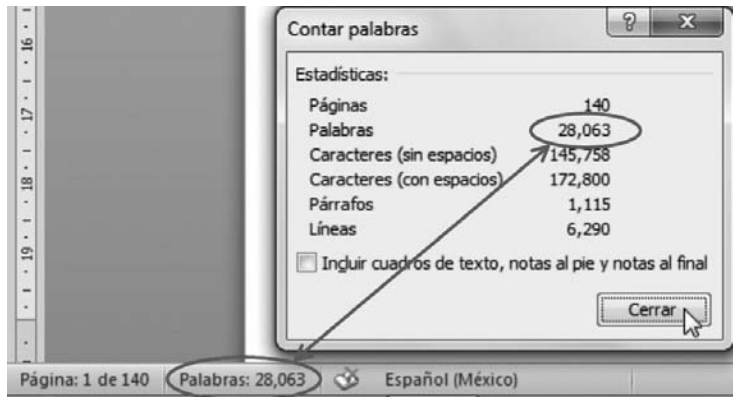 Contar palabras
Estadísticas:
Páginas 140
Palabras 28,063
Caracteres (sin espacios) 145,758
Caracteres (con espacios) 172,800
Párrafos 1,115
Líneas 6,290
Incluir cuadros de texto, notas al pie y notas al final
Cerrar
16
17
18
19
Página: 1 de 140 Palabras: 28,063 Español (México)